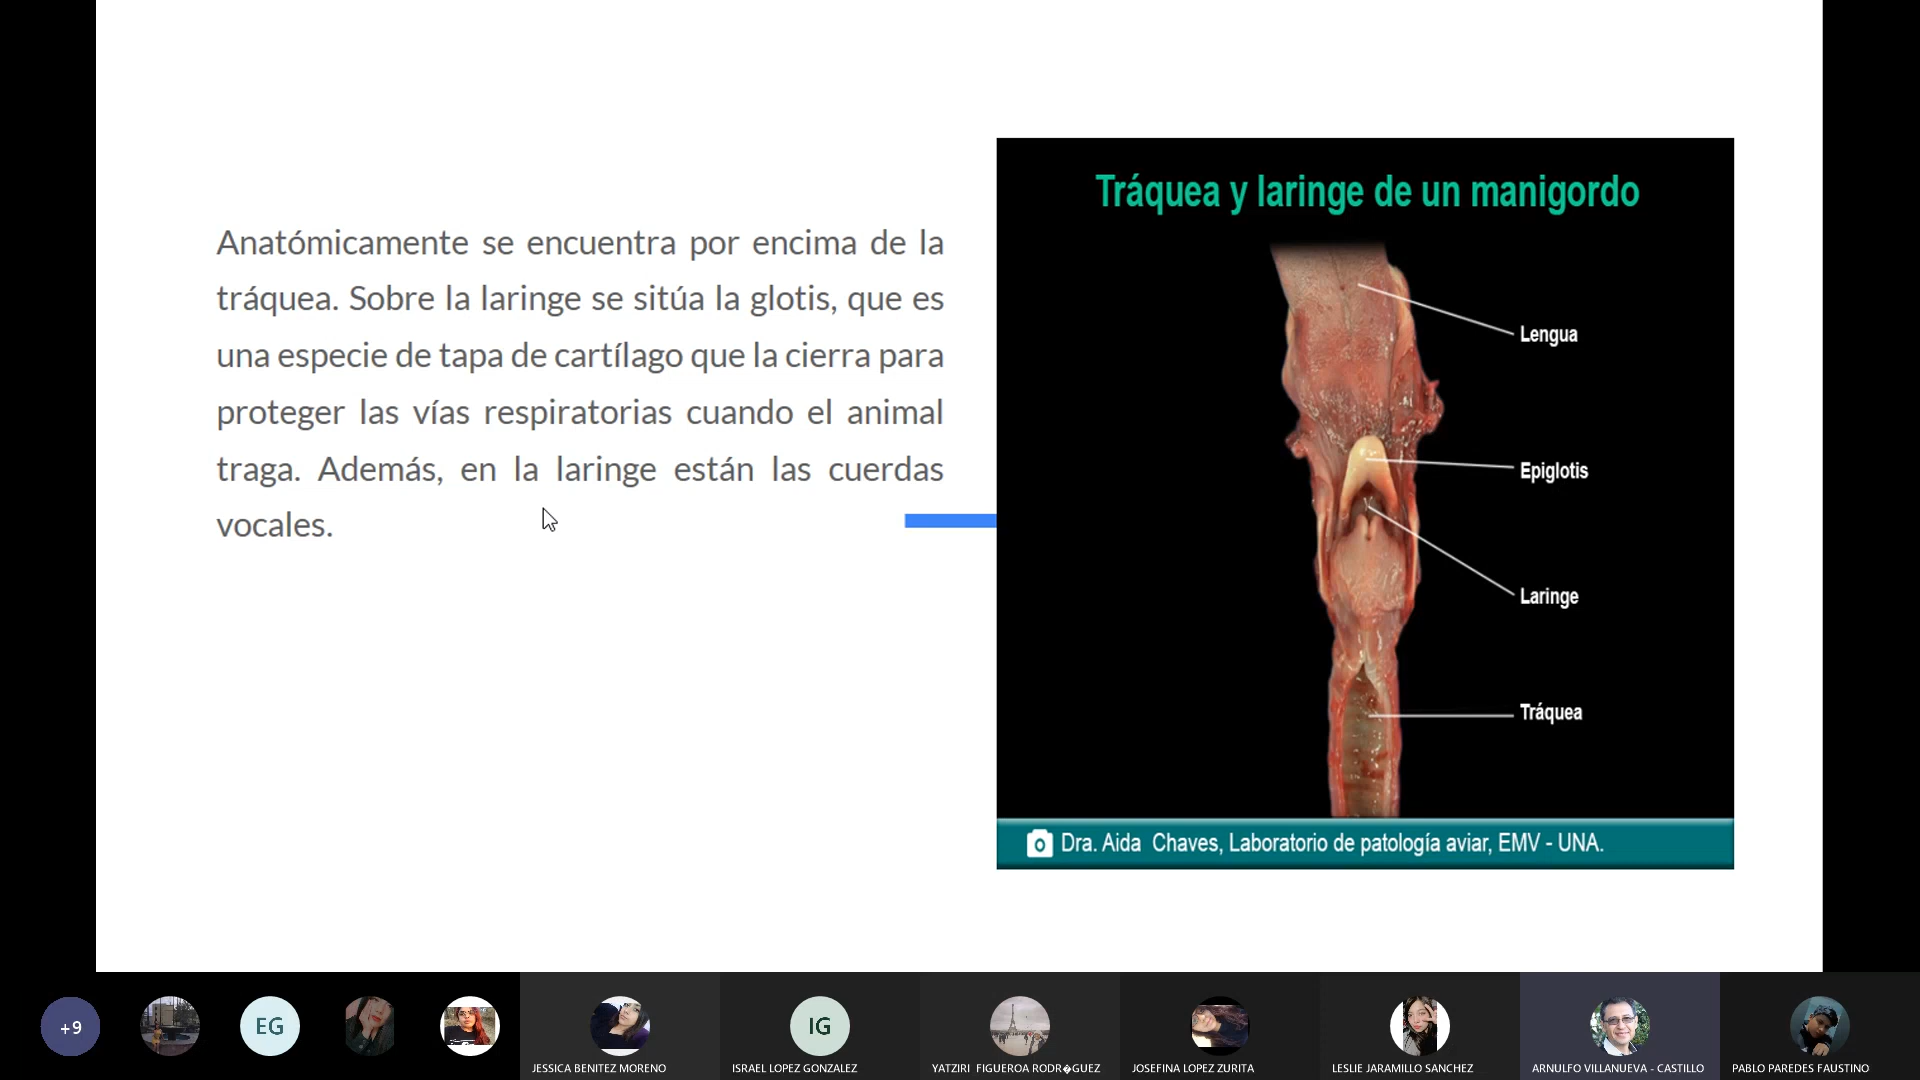 Anatómicamente se encuentra por encima de la
tráquea. Sobre la laringe se sitúa la glotis, que es
una especie de tapa de cartílago que la cierra para
proteger las vías respiratorias cuando el animal
traga. Además, en la laringe están las cuerdas
vocales.
Tráquea y laringe de un manigordo
Lengua
Epiglotis
Laringe
Tráquea
Dra. Aida Chaves, Laboratorio de patología aviar, EMV - UNA.
+9
EG
IG
JESSICA BENITEZ MORENO
ISRAEL LOPEZ GONZALEZ
YATZIRI FIGUEROA RODR�GUEZ
JOSEFINA LOPEZ ZURITA
LESLIE JARAMILLO SANCHEZ
ARNULFO VILLANUEVA - CASTILLO
PABLO PAREDES FAUSTINO